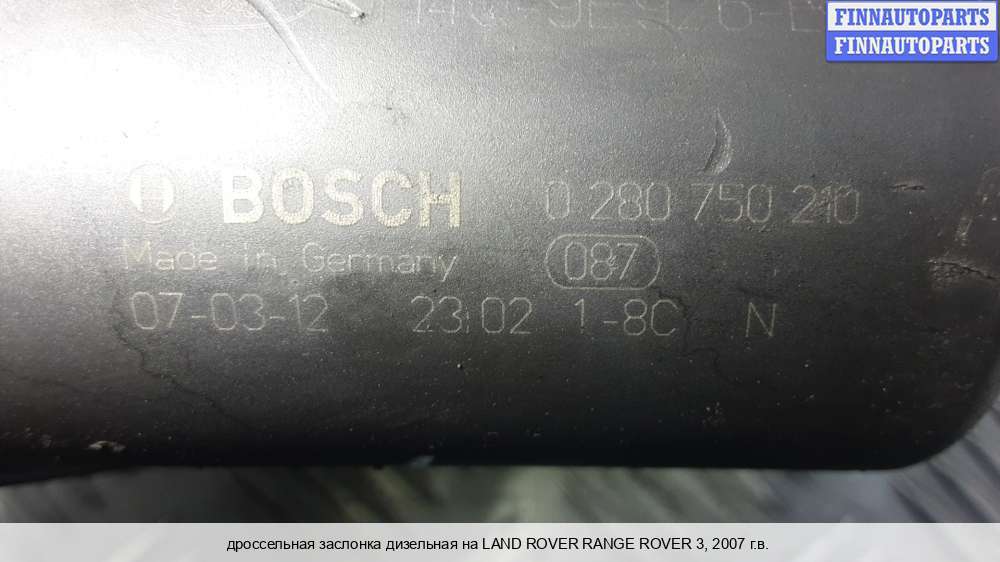 FINNAUTOPARTS
FINNAUTOPARTS
BOSCH 0 280 750 210
Made in Germany 087
07-03-12 23:02 1-8C N
дроссельная заслонка дизельная на LAND ROVER RANGE ROVER 3, 2007 г.в.